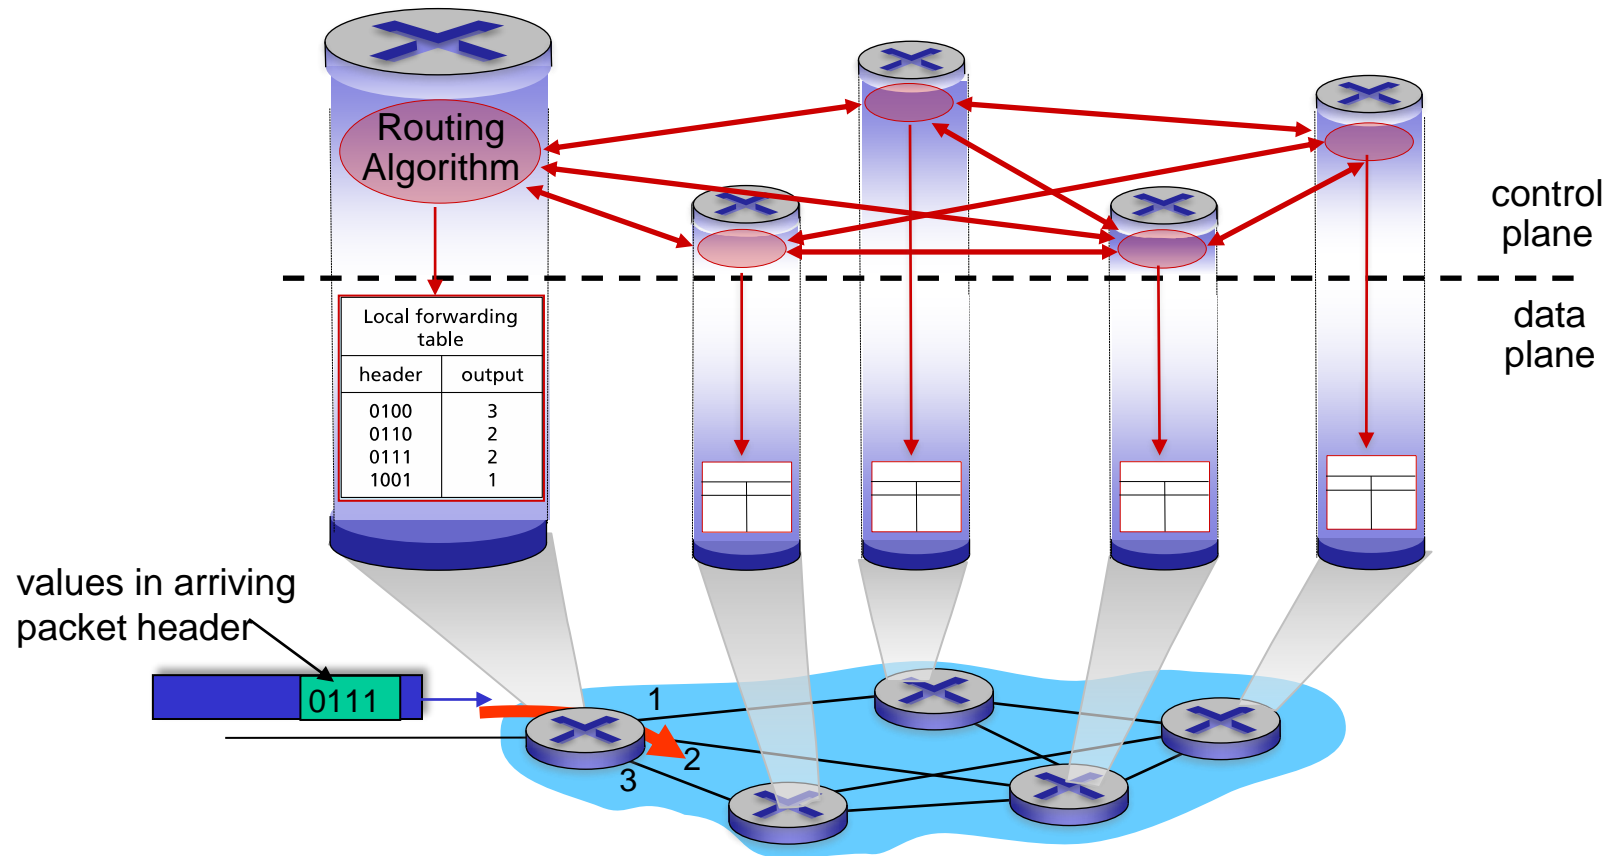 Routing
Algorithm
control
plane
data
plane
Local forwarding
table
header output
0100 3
0110 2
0111 2
1001 1
values in arriving
packet header
0111
1
2
3